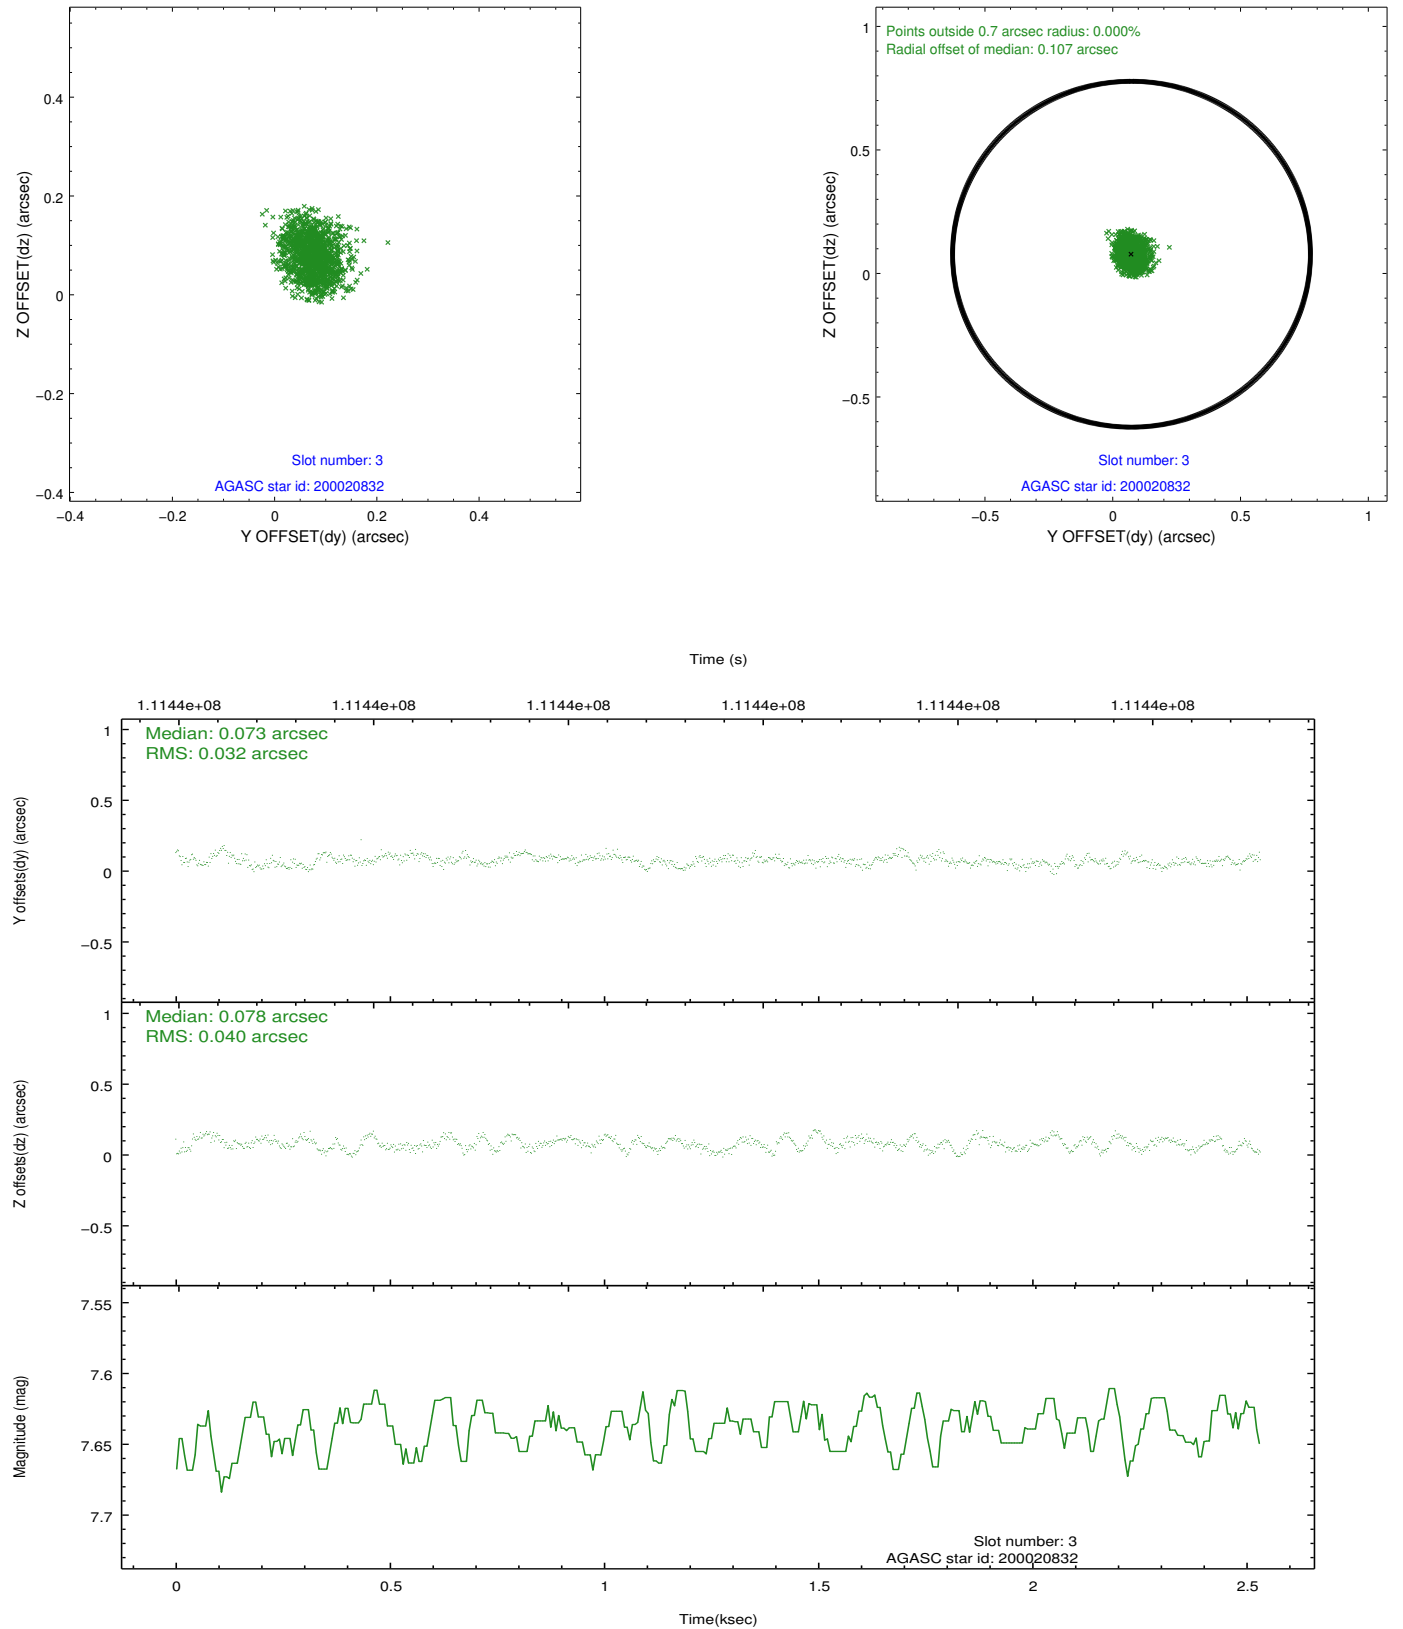 0.4
0.2
0
−0.2
−0.4
Z OFFSET(dz) (arcsec)
Slot number: 3
AGASC star id: 200020832
−0.4 −0.2 0 0.2 0.4
Y OFFSET(dy) (arcsec)
Points outside 0.7 arcsec radius: 0.000%
Radial offset of median: 0.107 arcsec
1
0.5
0
−0.5
Z OFFSET(dz) (arcsec)
Slot number: 3
AGASC star id: 200020832
−0.5 0 0.5 1
Y OFFSET(dy) (arcsec)
Time (s)
1.1144e+08 1.1144e+08 1.1144e+08 1.1144e+08 1.1144e+08 1.1144e+08
Median: 0.073 arcsec
RMS: 0.032 arcsec
1
0.5
0
−0.5
Y offsets(dy) (arcsec)
Median: 0.078 arcsec
RMS: 0.040 arcsec
1
0.5
0
−0.5
Z offsets(dz) (arcsec)
7.55
7.6
7.65
7.7
Magnitude (mag)
Slot number: 3
AGASC star id: 200020832
0 0.5 1 1.5 2 2.5
Time(ksec)